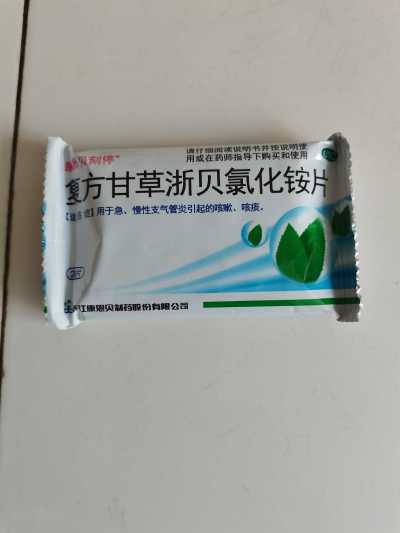 贝列停
请仔细阅读说明书并按说明使
用或在药师指导下购买和使用
复方甘草浙贝氯化铵片
用于急、慢性支气管炎引起的咳嗽、咳痰。
江康恩贝制药股份有限公司